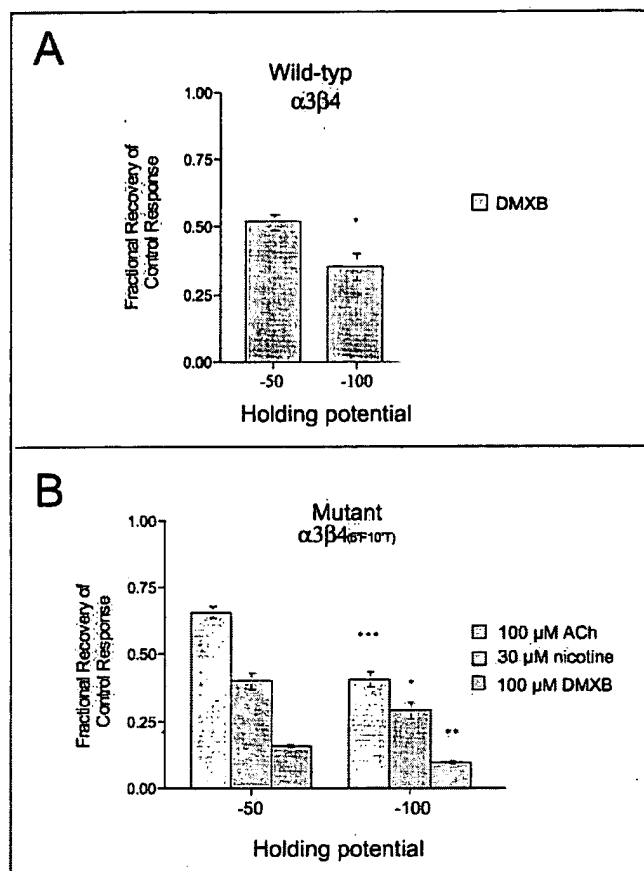 A
Wild-typ
α3β4
Fractional Recovery of
Control Response
1.00
0.75
0.50
0.25
0.00
*
-50
-100
DMXB
Holding potential
B
Mutant
α3β4(6'F10'T)
Fractional Recovery of
Control Response
1.00
0.75
0.50
0.25
0.00
***
*
**
-50
-100
100 µM ACh
30 µM nicotine
100 µM DMXB
Holding potential